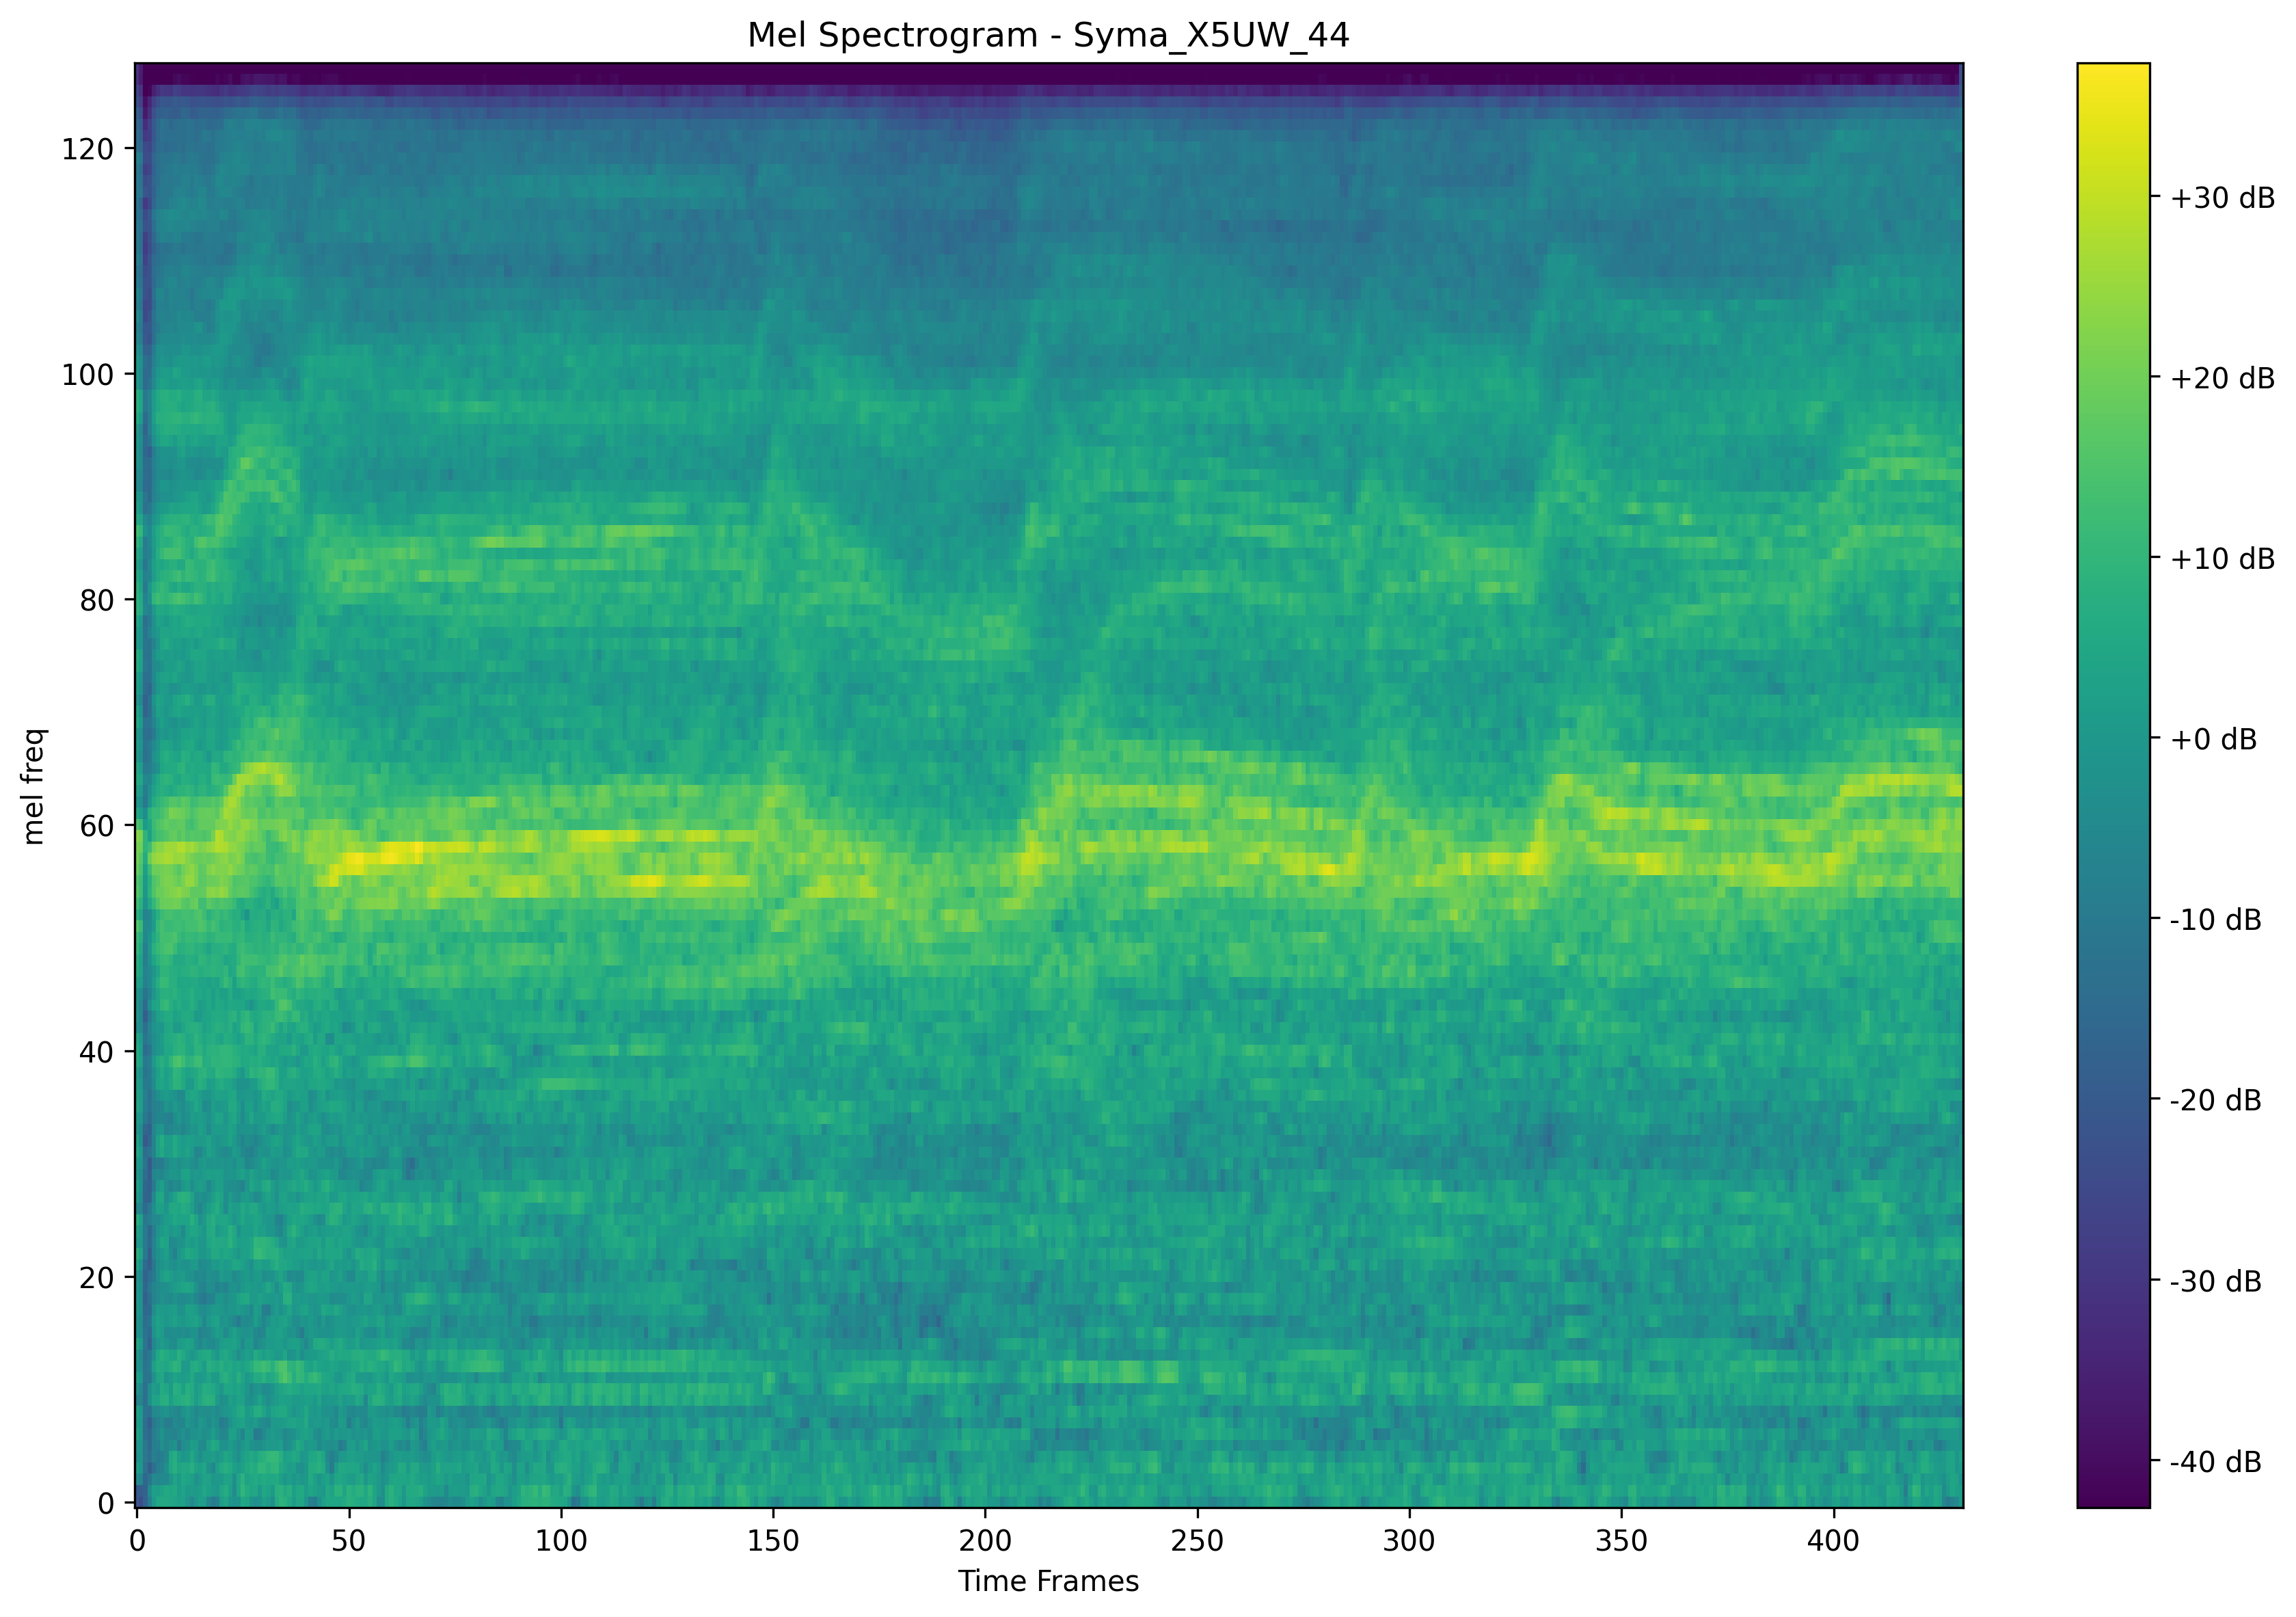 Mel Spectrogram - Syma_X5UW_44
mel freq
120
100
80
60
40
20
0
0 50 100 150 200 250 300 350 400
Time Frames
+30 dB
+20 dB
+10 dB
+0 dB
-10 dB
-20 dB
-30 dB
-40 dB